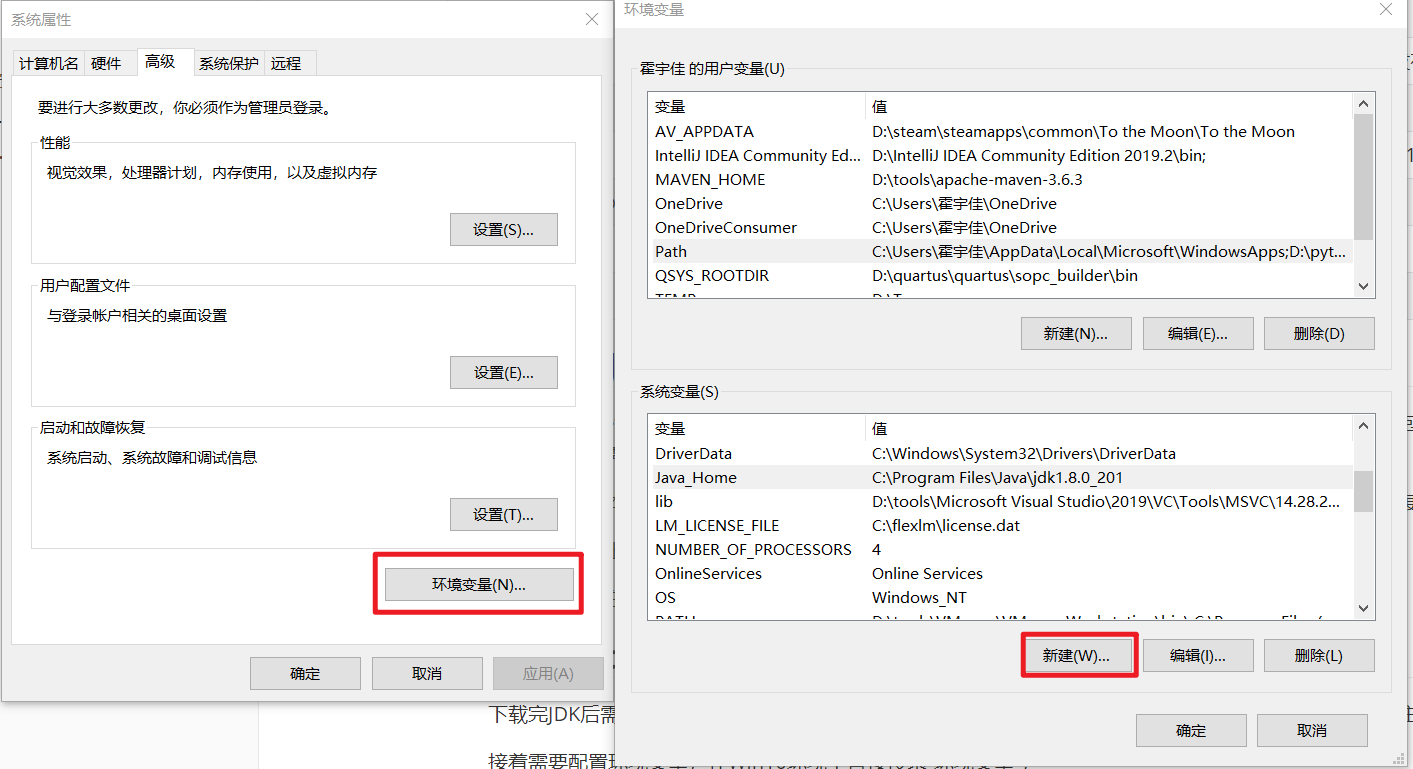 系统属性
计算机名 硬件 高级 系统保护 远程
要进行大多数更改，你必须作为管理员登录。
性能
视觉效果，处理器计划，内存使用，以及虚拟内存
设置(S)...
用户配置文件
与登录帐户相关的桌面设置
设置(E)...
启动和故障恢复
系统启动、系统故障和调试信息
设置(T)...
环境变量(N)...
确定 取消 应用(A)
环境变量
霍宇佳 的用户变量(U)
变量 值
AV_APPDATA D:\steam\steamapps\common\To the Moon\To the Moon
IntelliJ IDEA Community Ed... D:\IntelliJ IDEA Community Edition 2019.2\bin;
MAVEN_HOME D:\tools\apache-maven-3.6.3
OneDrive C:\Users\霍宇佳\OneDrive
OneDriveConsumer C:\Users\霍宇佳\OneDrive
Path C:\Users\霍宇佳\AppData\Local\Microsoft\WindowsApps;D:\pyt...
QSYS_ROOTDIR D:\quartus\quartus\sopc_builder\bin
新建(N)... 编辑(E)... 删除(D)
系统变量(S)
变量 值
DriverData C:\Windows\System32\Drivers\DriverData
Java_Home C:\Program Files\Java\jdk1.8.0_201
lib D:\tools\Microsoft Visual Studio\2019\VC\Tools\MSVC\14.28.2...
LM_LICENSE_FILE C:\flexlm\license.dat
NUMBER_OF_PROCESSORS 4
OnlineServices Online Services
OS Windows_NT
新建(W)... 编辑(I)... 删除(L)
确定 取消
下载完JDK后需
接着需要配置